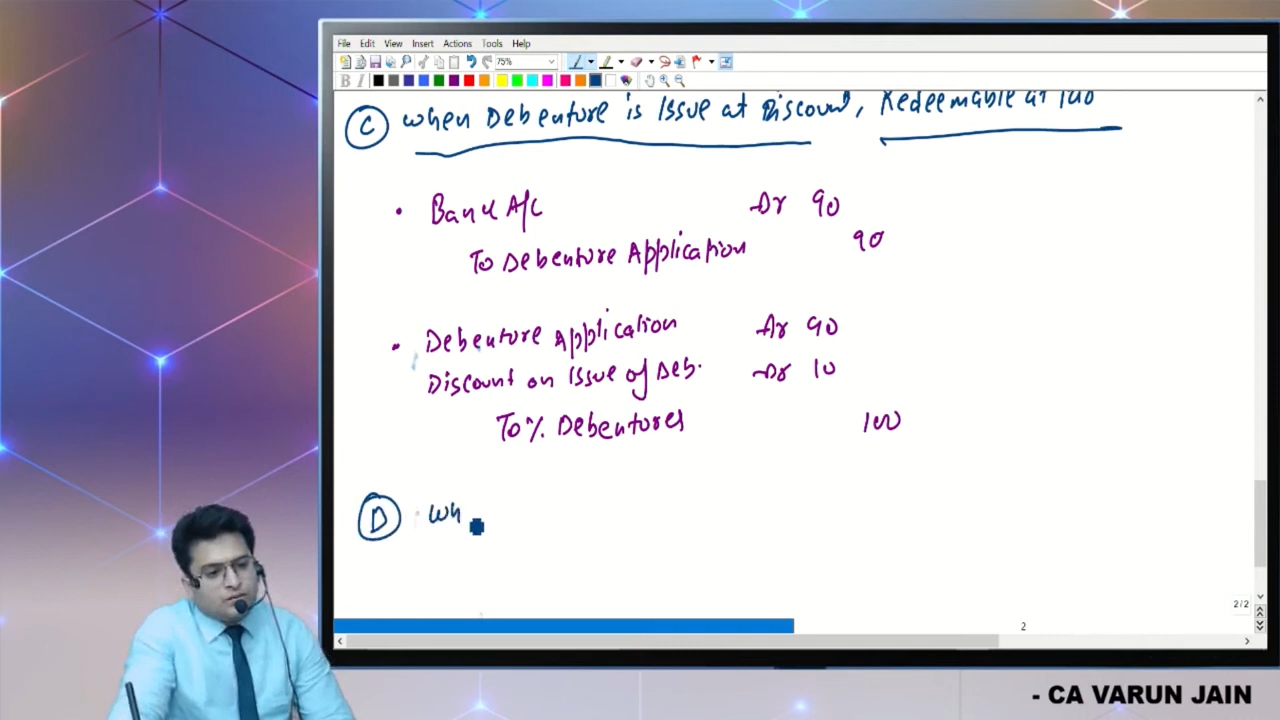 File Edit View Insert Actions Tools Help
75%
B I
C when Debenture is Issue at Discount, Redeemable at 100
• Bank A/c Dr 90
To Debenture Application 90
• Debenture Application Dr 90
Discount on Issue of Deb. Dr 10
To % Debentures 100
D Wh
2/2
2
- CA VARUN JAIN